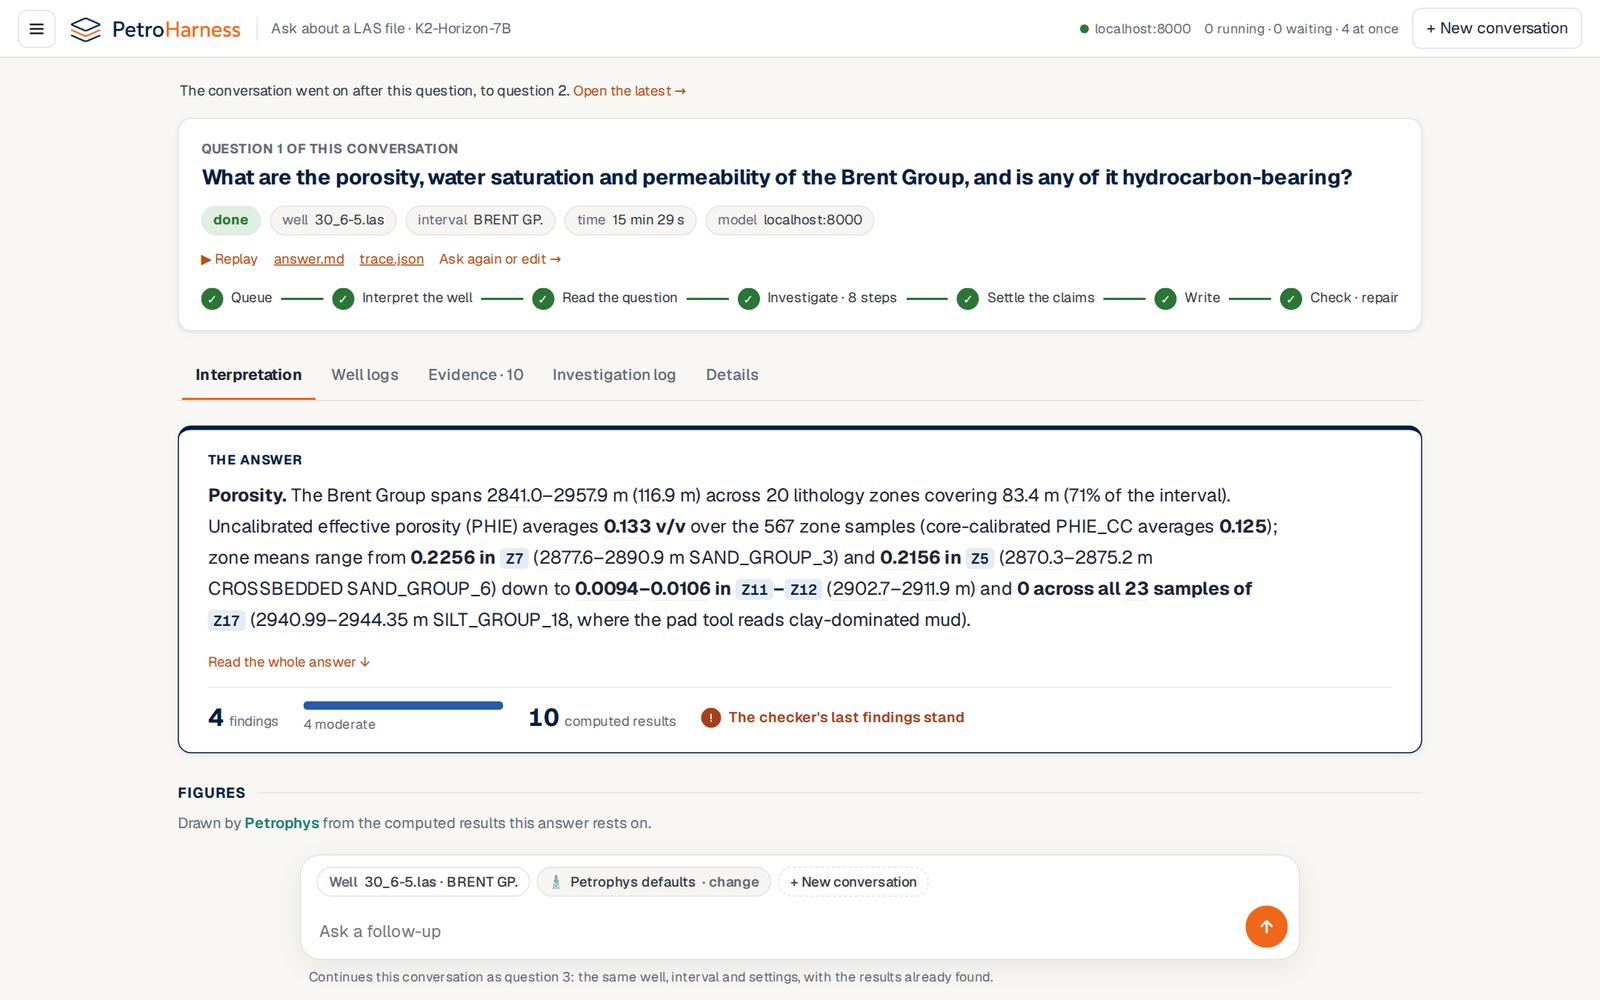 PetroHarness
Ask about a LAS file · K2-Horizon-7B
localhost:8000 0 running · 0 waiting · 4 at once
+ New conversation
The conversation went on after this question, to question 2. Open the latest →
QUESTION 1 OF THIS CONVERSATION
What are the porosity, water saturation and permeability of the Brent Group, and is any of it hydrocarbon-bearing?
done well 30_6-5.las interval BRENT GP. time 15 min 29 s model localhost:8000
▶ Replay answer.md trace.json Ask again or edit →
✓ Queue ✓ Interpret the well ✓ Read the question ✓ Investigate · 8 steps ✓ Settle the claims ✓ Write ✓ Check · repair
Interpretation Well logs Evidence · 10 Investigation log Details
THE ANSWER
Porosity. The Brent Group spans 2841.0–2957.9 m (116.9 m) across 20 lithology zones covering 83.4 m (71% of the interval).
Uncalibrated effective porosity (PHIE) averages 0.133 v/v over the 567 zone samples (core-calibrated PHIE_CC averages 0.125);
zone means range from 0.2256 in Z7 (2877.6–2890.9 m SAND_GROUP_3) and 0.2156 in Z5 (2870.3–2875.2 m
CROSSBEDDED SAND_GROUP_6) down to 0.0094–0.0106 in Z11–Z12 (2902.7–2911.9 m) and 0 across all 23 samples of
Z17 (2940.99–2944.35 m SILT_GROUP_18, where the pad tool reads clay-dominated mud).
Read the whole answer ↓
4 findings 4 moderate 10 computed results ! The checker's last findings stand
FIGURES
Drawn by Petrophys from the computed results this answer rests on.
Well 30_6-5.las · BRENT GP. Petrophys defaults · change + New conversation
Ask a follow-up
Continues this conversation as question 3: the same well, interval and settings, with the results already found.